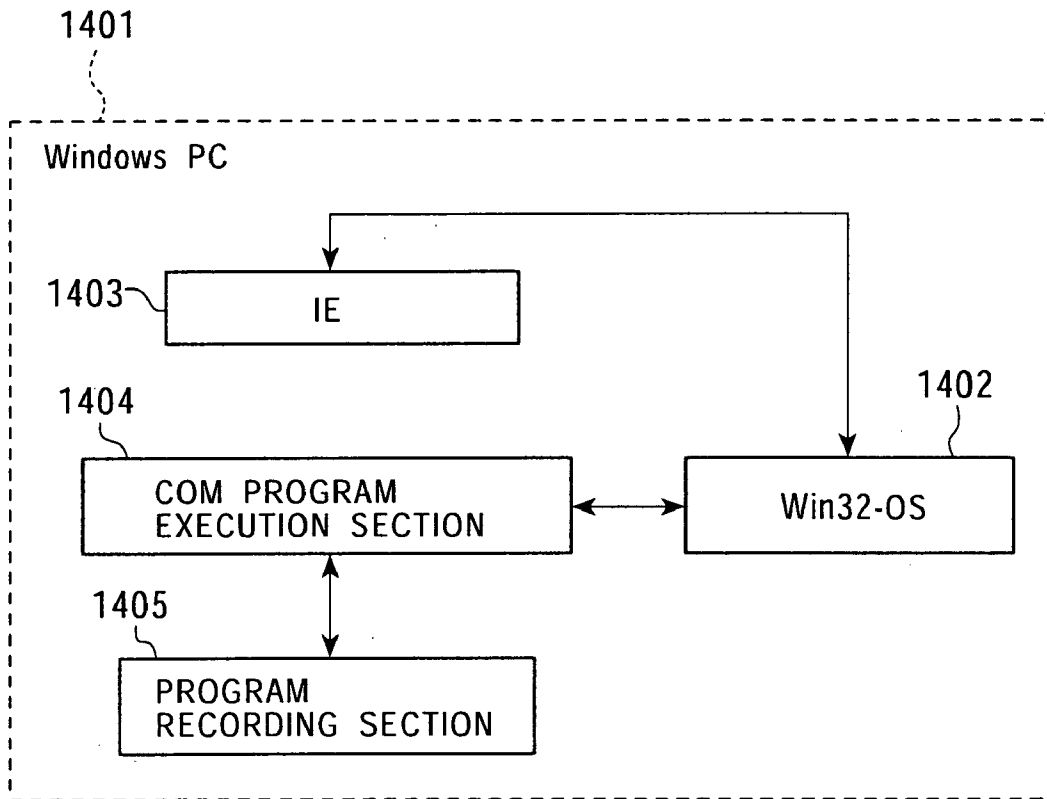 1401
Windows PC
1403
IE
1404
1402
COM PROGRAM
EXECUTION SECTION
Win32-OS
1405
PROGRAM
RECORDING SECTION